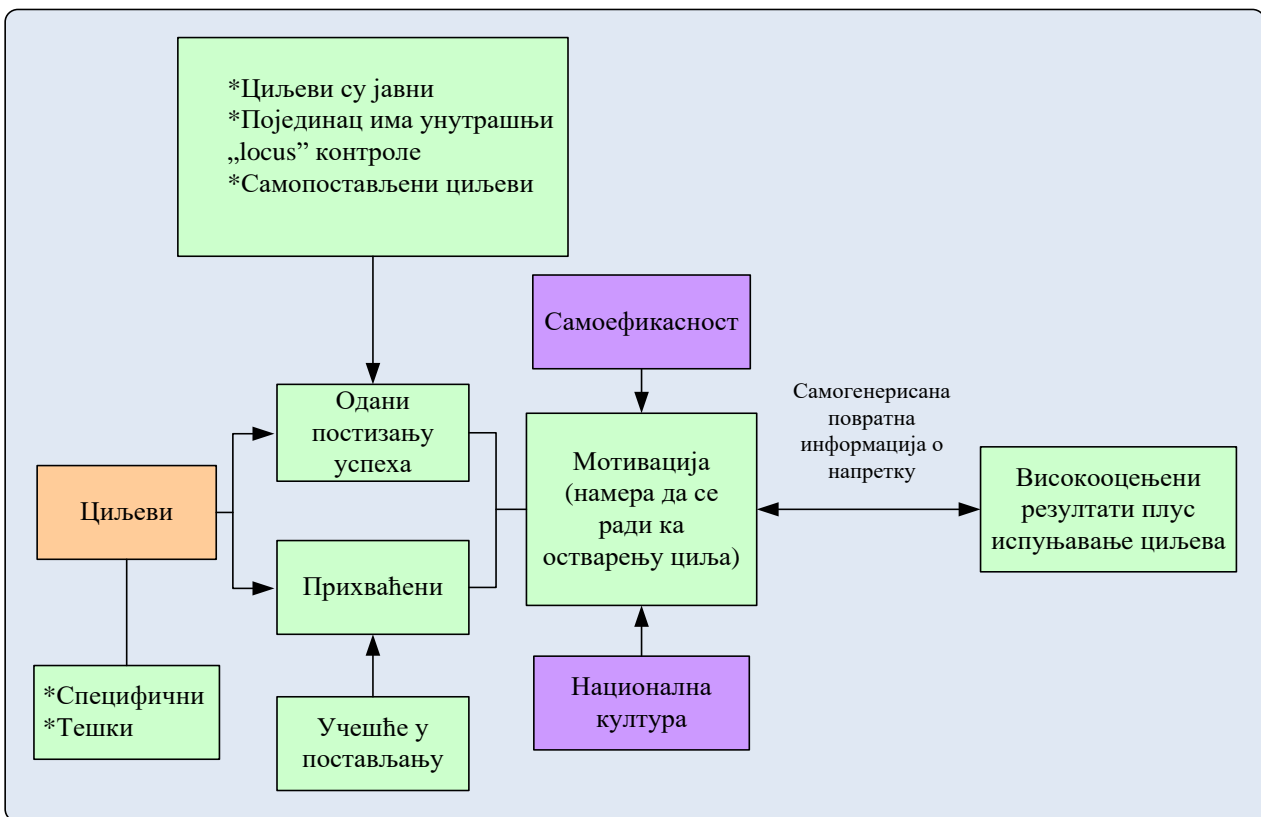 *Циљеви су јавни
*Појединац има унутрашњи
„locus” контроле
*Самопостављени циљеви
Самоефикасност
Одани
постизању
успеха
Самогенерисана
повратна
информација о
напретку
Циљеви
Мотивација
(намера да се
ради ка
остварењу циља)
Високооцењени
резултати плус
испуњавање циљева
Прихваћени
*Специфични
*Тешки
Учешће у
постављању
Национална
култура